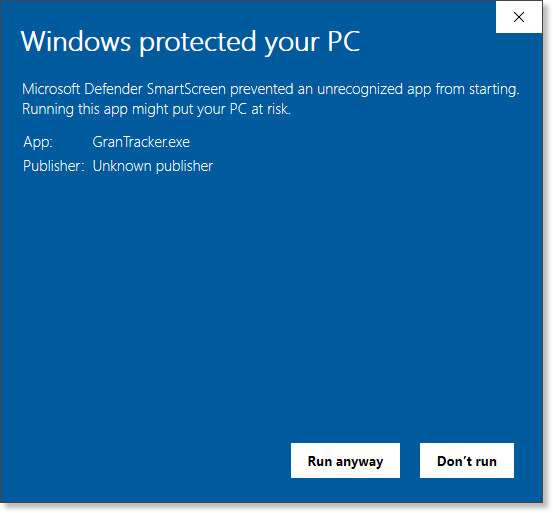 Windows protected your PC
Microsoft Defender SmartScreen prevented an unrecognized app from starting.
Running this app might put your PC at risk.
App: GranTracker.exe
Publisher: Unknown publisher
Run anyway Don't run